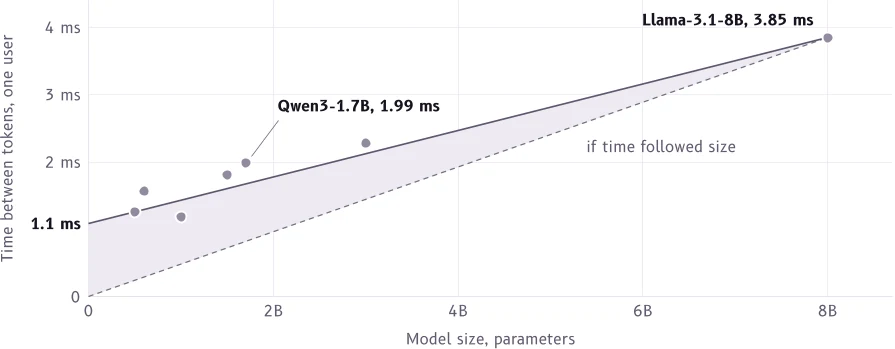 4 ms
Llama-3.1-8B, 3.85 ms
3 ms
Qwen3-1.7B, 1.99 ms
2 ms
if time followed size
1.1 ms
0
Time between tokens, one user
0
2B
4B
6B
8B
Model size, parameters